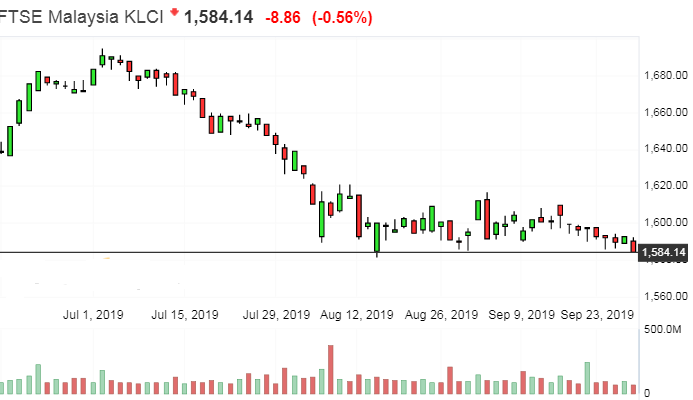 FTSE Malaysia KLCI 1,584.14 -8.86 (-0.56%)
1,680.00
1,660.00
1,640.00
1,620.00
1,600.00
1,584.14
1,560.00
Jul 1, 2019 Jul 15, 2019 Jul 29, 2019 Aug 12, 2019 Aug 26, 2019 Sep 9, 2019 Sep 23, 2019
500.0M
0